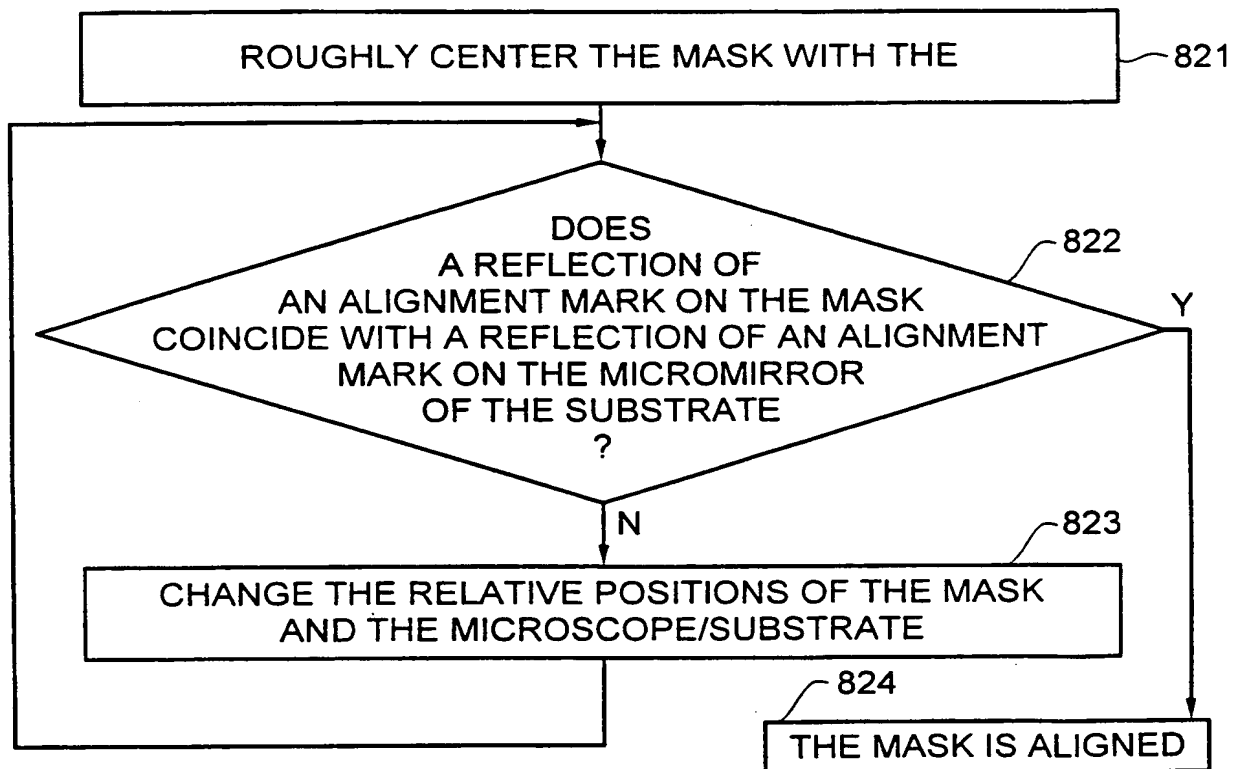 ROUGHLY CENTER THE MASK WITH THE
821
DOES
A REFLECTION OF
AN ALIGNMENT MARK ON THE MASK
COINCIDE WITH A REFLECTION OF AN ALIGNMENT
MARK ON THE MICROMIRROR
OF THE SUBSTRATE
?
822
Y
N
823
CHANGE THE RELATIVE POSITIONS OF THE MASK
AND THE MICROSCOPE/SUBSTRATE
824
THE MASK IS ALIGNED